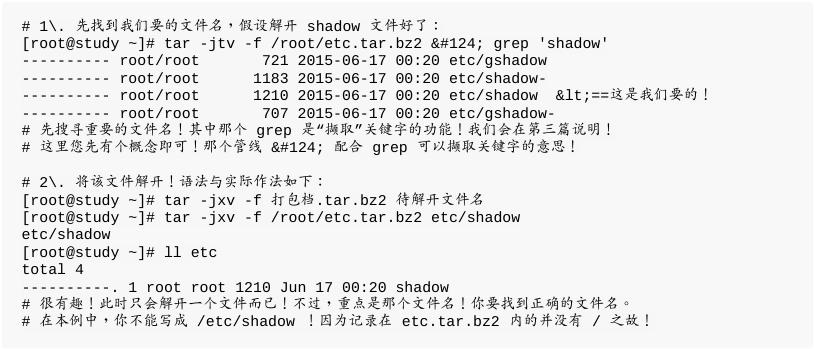 # 1\. 先找到我们要的文件名，假设解开 shadow 文件好了：
[root@study ~]# tar -jtv -f /root/etc.tar.bz2 &#124; grep 'shadow'
---------- root/root       721 2015-06-17 00:20 etc/gshadow
---------- root/root      1183 2015-06-17 00:20 etc/shadow-
---------- root/root      1210 2015-06-17 00:20 etc/shadow  &lt;==这是我们要的！
---------- root/root       707 2015-06-17 00:20 etc/gshadow-
# 先搜寻重要的文件名！其中那个 grep 是“撷取”关键字的功能！我们会在第三篇说明！
# 这里您先有个概念即可！那个管线 &#124; 配合 grep 可以撷取关键字的意思！

# 2\. 将该文件解开！语法与实际作法如下：
[root@study ~]# tar -jxv -f 打包档.tar.bz2 待解开文件名
[root@study ~]# tar -jxv -f /root/etc.tar.bz2 etc/shadow
etc/shadow
[root@study ~]# ll etc
total 4
----------. 1 root root 1210 Jun 17 00:20 shadow
# 很有趣！此时只会解开一个文件而已！不过，重点是那个文件名！你要找到正确的文件名。
# 在本例中，你不能写成 /etc/shadow ！因为记录在 etc.tar.bz2 内的并没有 / 之故！